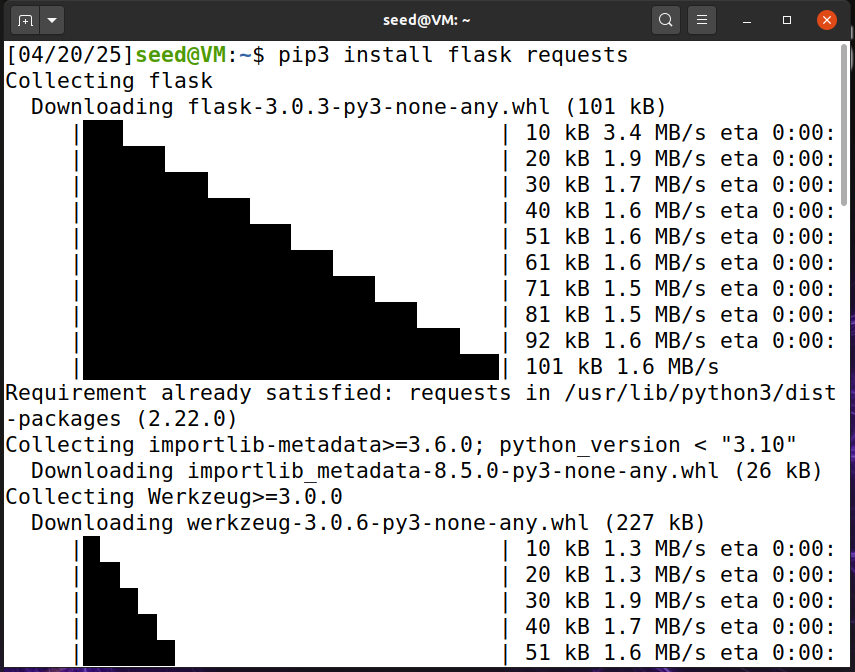 seed@VM: ~
[04/20/25]seed@VM:~$ pip3 install flask requests
Collecting flask
  Downloading flask-3.0.3-py3-none-any.whl (101 kB)
     |                                | 10 kB 3.4 MB/s eta 0:00:
     |                                | 20 kB 1.9 MB/s eta 0:00:
     |                                | 30 kB 1.7 MB/s eta 0:00:
     |                                | 40 kB 1.6 MB/s eta 0:00:
     |                                | 51 kB 1.6 MB/s eta 0:00:
     |                                | 61 kB 1.6 MB/s eta 0:00:
     |                                | 71 kB 1.5 MB/s eta 0:00:
     |                                | 81 kB 1.5 MB/s eta 0:00:
     |                                | 92 kB 1.6 MB/s eta 0:00:
     |                                | 101 kB 1.6 MB/s
Requirement already satisfied: requests in /usr/lib/python3/dist
-packages (2.22.0)
Collecting importlib-metadata>=3.6.0; python_version < "3.10"
  Downloading importlib_metadata-8.5.0-py3-none-any.whl (26 kB)
Collecting Werkzeug>=3.0.0
  Downloading werkzeug-3.0.6-py3-none-any.whl (227 kB)
     |                                | 10 kB 1.3 MB/s eta 0:00:
     |                                | 20 kB 1.3 MB/s eta 0:00:
     |                                | 30 kB 1.9 MB/s eta 0:00:
     |                                | 40 kB 1.7 MB/s eta 0:00:
     |                                | 51 kB 1.6 MB/s eta 0:00: